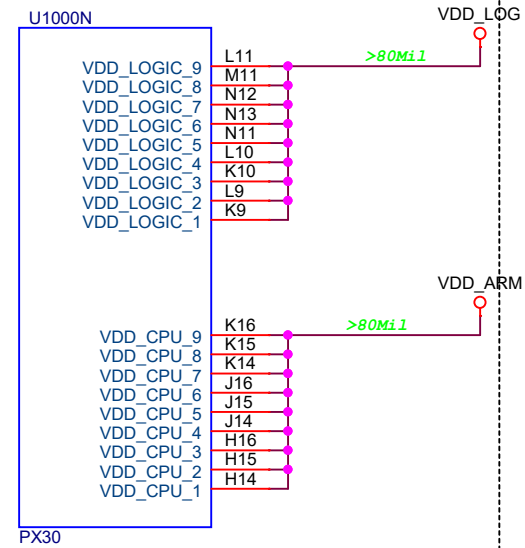 U1000N
VDD_LOG
>80Mil
VDD_LOGIC_9 L11
VDD_LOGIC_8 M11
VDD_LOGIC_7 N12
VDD_LOGIC_6 N13
VDD_LOGIC_5 N11
VDD_LOGIC_4 L10
VDD_LOGIC_3 K10
VDD_LOGIC_2 L9
VDD_LOGIC_1 K9
VDD_ARM
>80Mil
VDD_CPU_9 K16
VDD_CPU_8 K15
VDD_CPU_7 K14
VDD_CPU_6 J16
VDD_CPU_5 J15
VDD_CPU_4 J14
VDD_CPU_3 H16
VDD_CPU_2 H15
VDD_CPU_1 H14
PX30